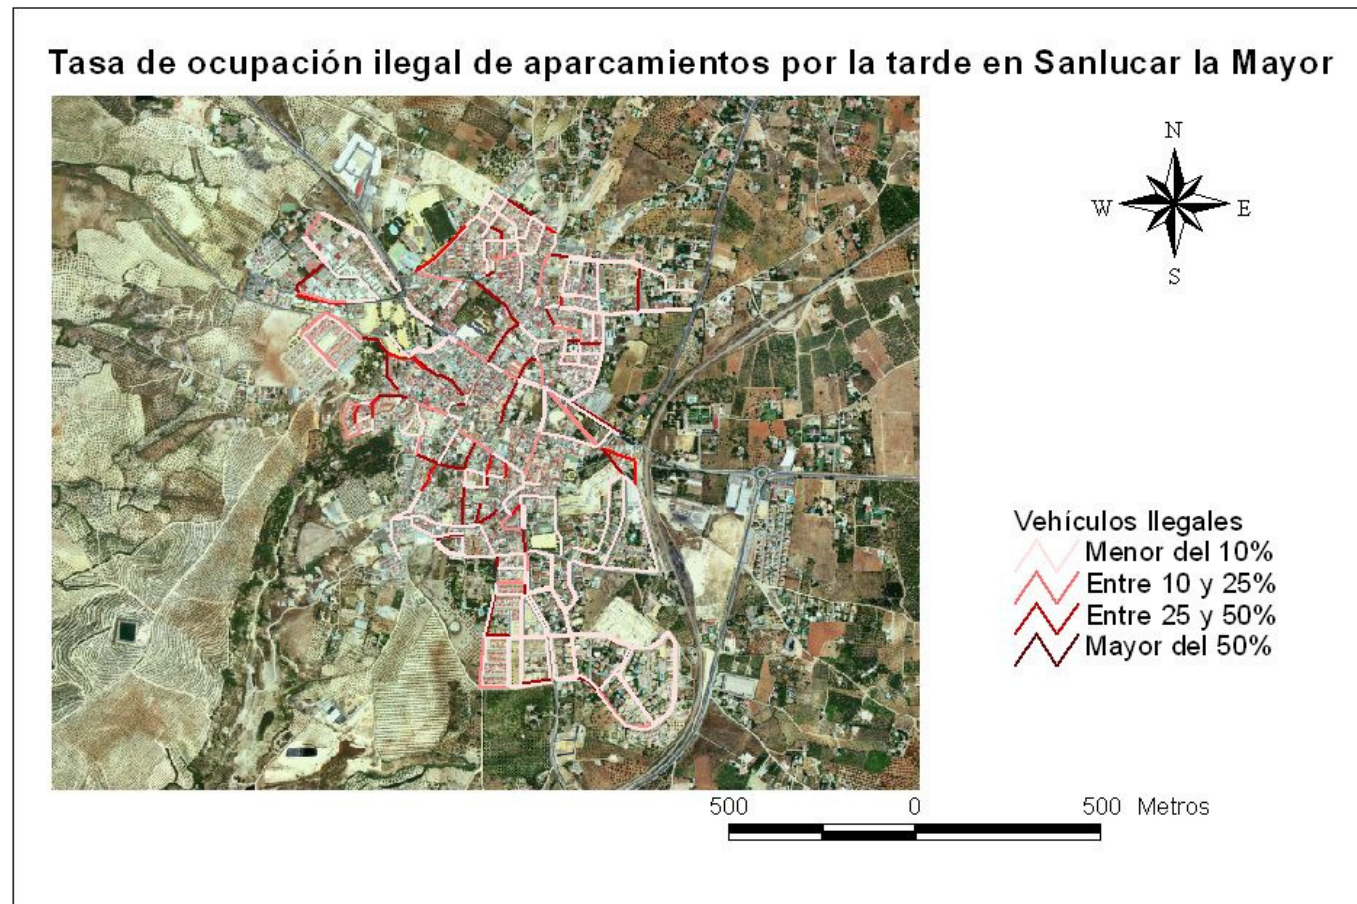 Tasa de ocupación ilegal de aparcamientos por la tarde en Sanlucar la Mayor
N
W E
S
Vehículos Ilegales
Menor del 10%
Entre 10 y 25%
Entre 25 y 50%
Mayor del 50%
500 0 500 Metros